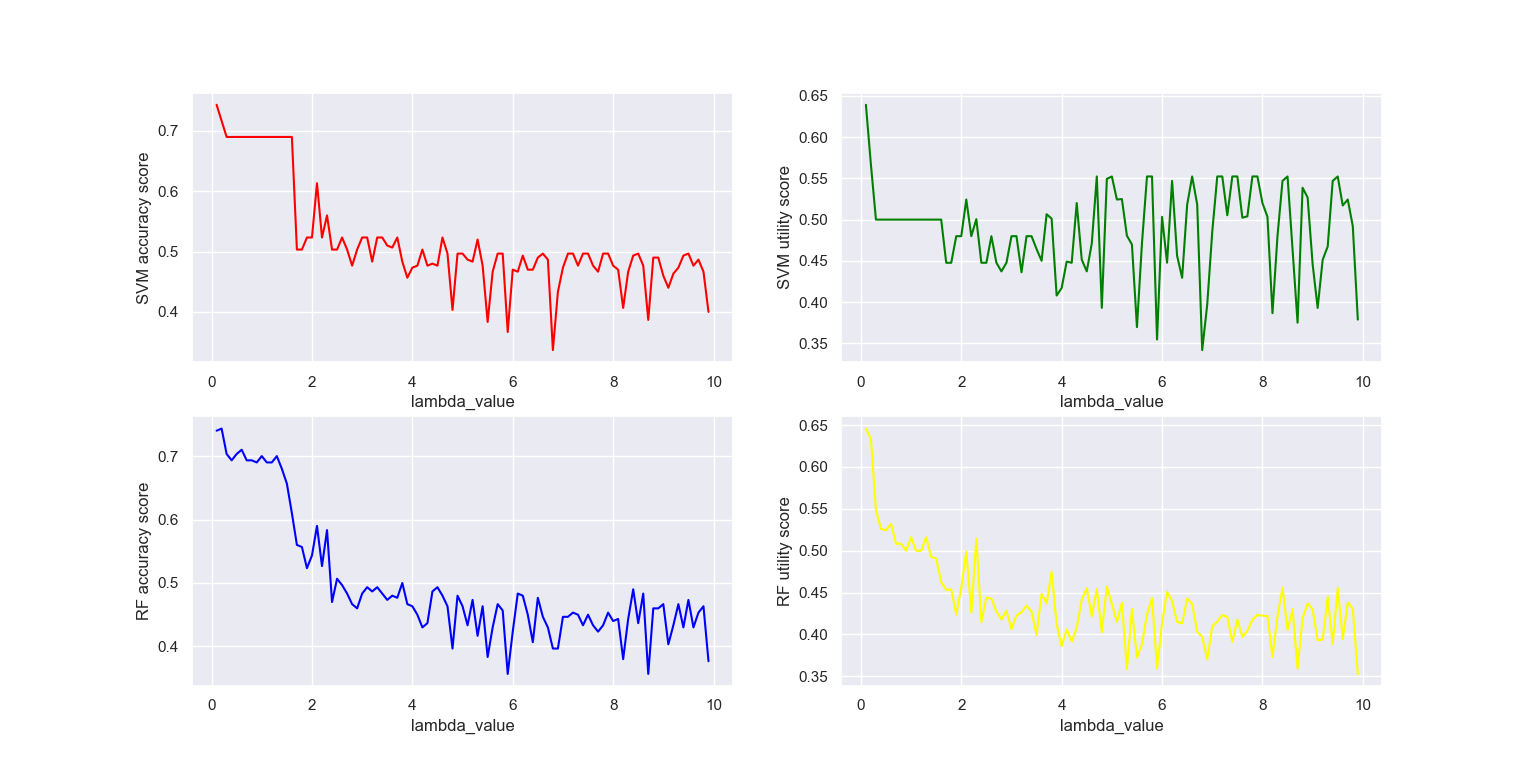 SVM accuracy score
0.7
0.6
0.5
0.4
0 2 4 6 8 10
lambda_value
SVM utility score
0.65
0.60
0.55
0.50
0.45
0.40
0.35
0 2 4 6 8 10
lambda_value
RF accuracy score
0.7
0.6
0.5
0.4
0 2 4 6 8 10
lambda_value
RF utility score
0.65
0.60
0.55
0.50
0.45
0.40
0.35
0 2 4 6 8 10
lambda_value